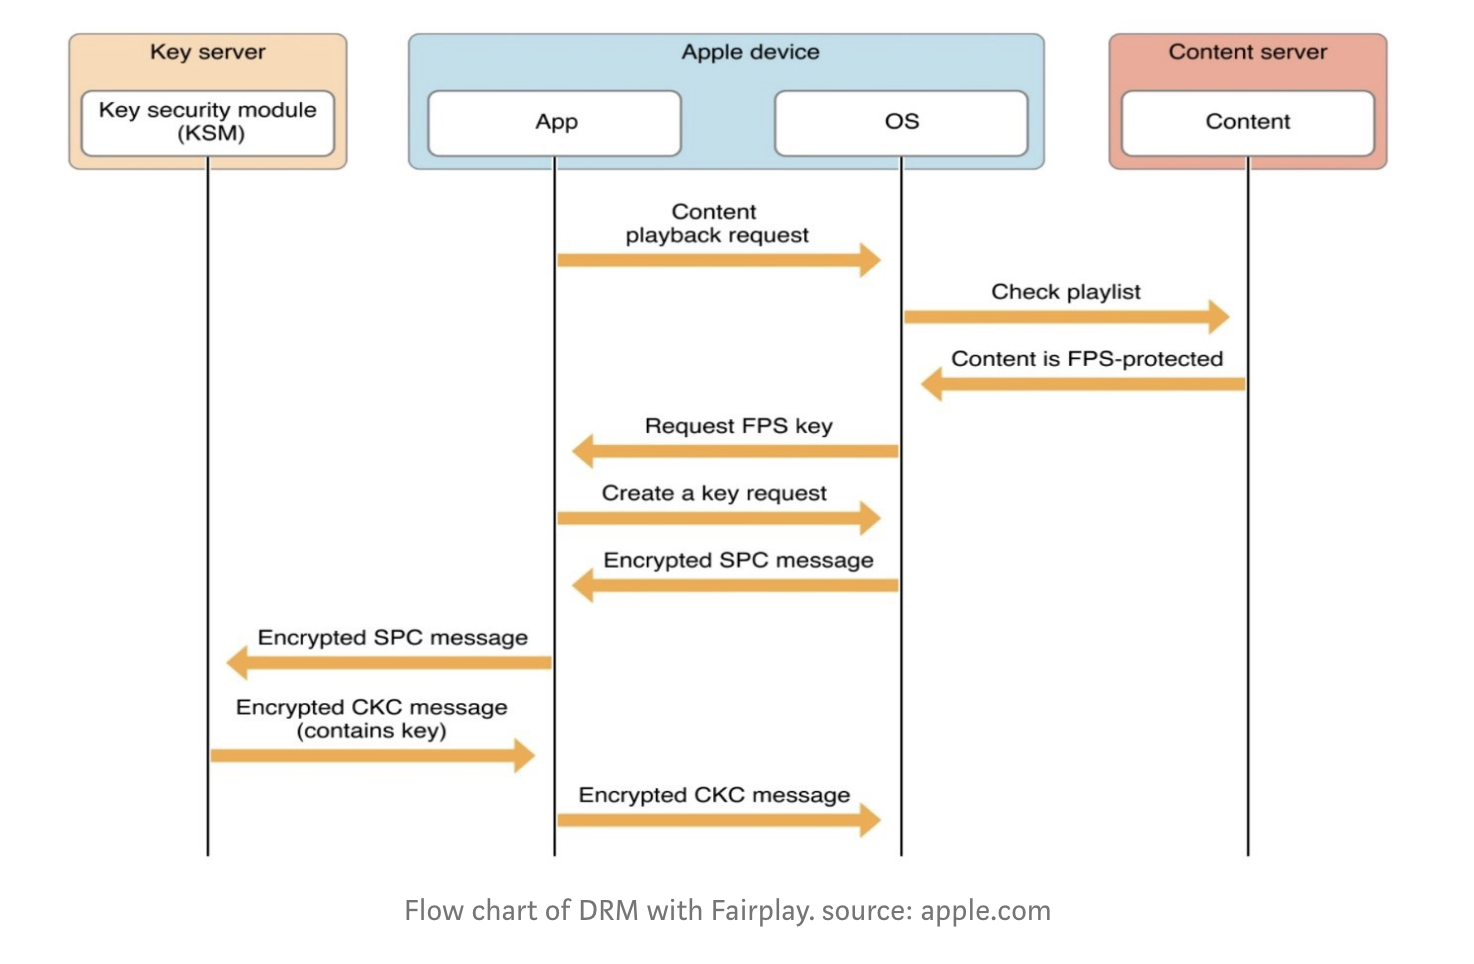 Key server
Apple device
Content server
Key security module
(KSM)
App
OS
Content
Content
playback request
Check playlist
Content is FPS-protected
Request FPS key
Create a key request
Encrypted SPC message
Encrypted SPC message
Encrypted CKC message
(contains key)
Encrypted CKC message
Flow chart of DRM with Fairplay. source: apple.com